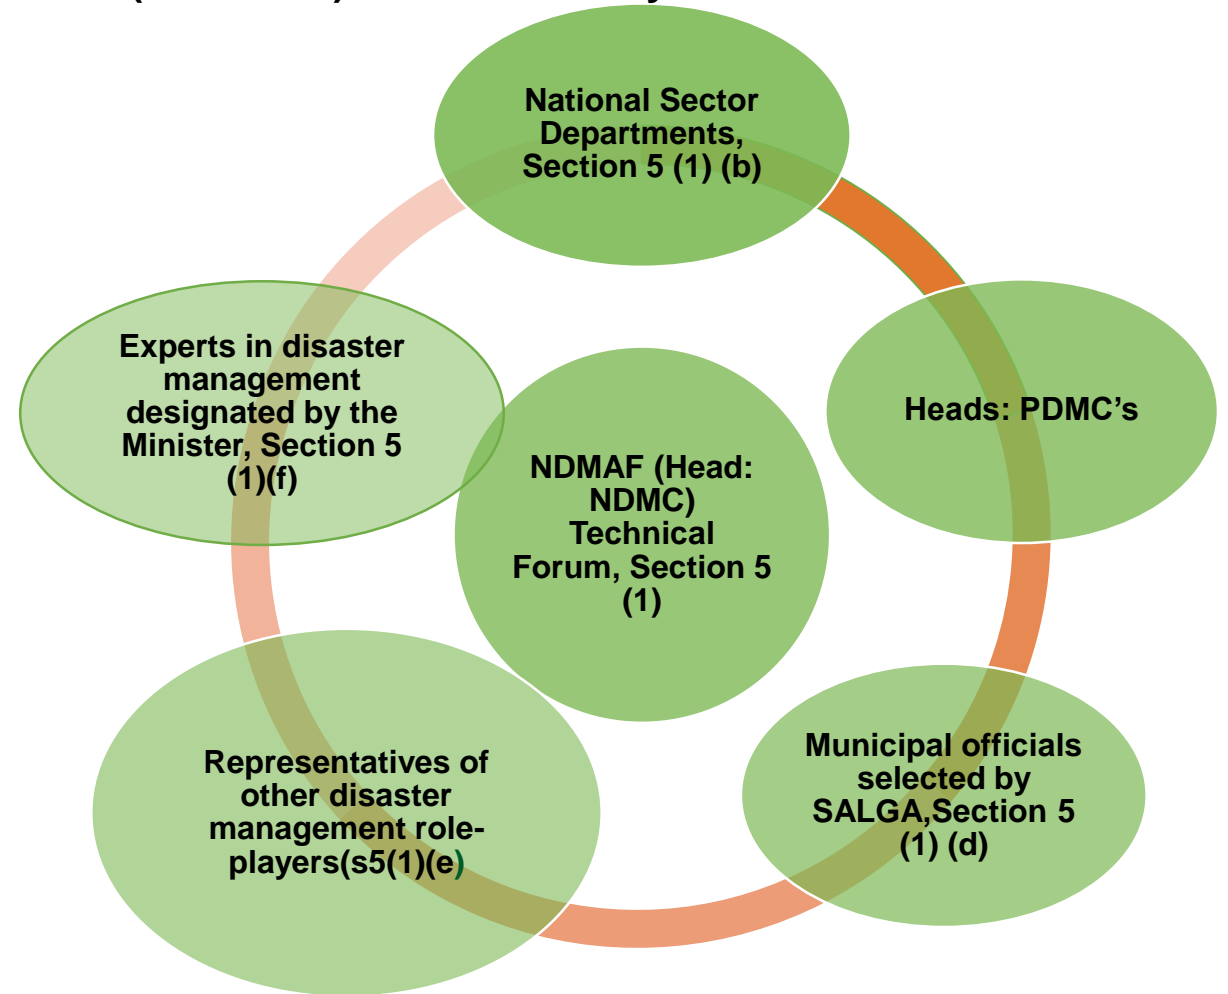 National Sector
Departments,
Section 5 (1) (b)
Heads: PDMC’s
Municipal officials
selected by
SALGA,Section 5
(1) (d)
Representatives of
other disaster
management role-
players(s5(1)(e)
Experts in disaster
management
designated by the
Minister, Section 5
(1)(f)
NDMAF (Head:
NDMC)
Technical
Forum, Section 5
(1)